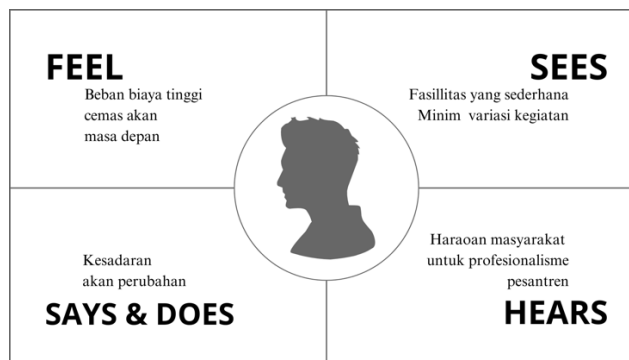 FEEL
Beban biaya tinggi
cemas akan
masa depan
SEES
Fasillitas yang sederhana
Minim variasi kegiatan
Kesadaran
akan perubahan
SAYS & DOES
Haraoan masyarakat
untuk profesionalisme
pesantren
HEARS